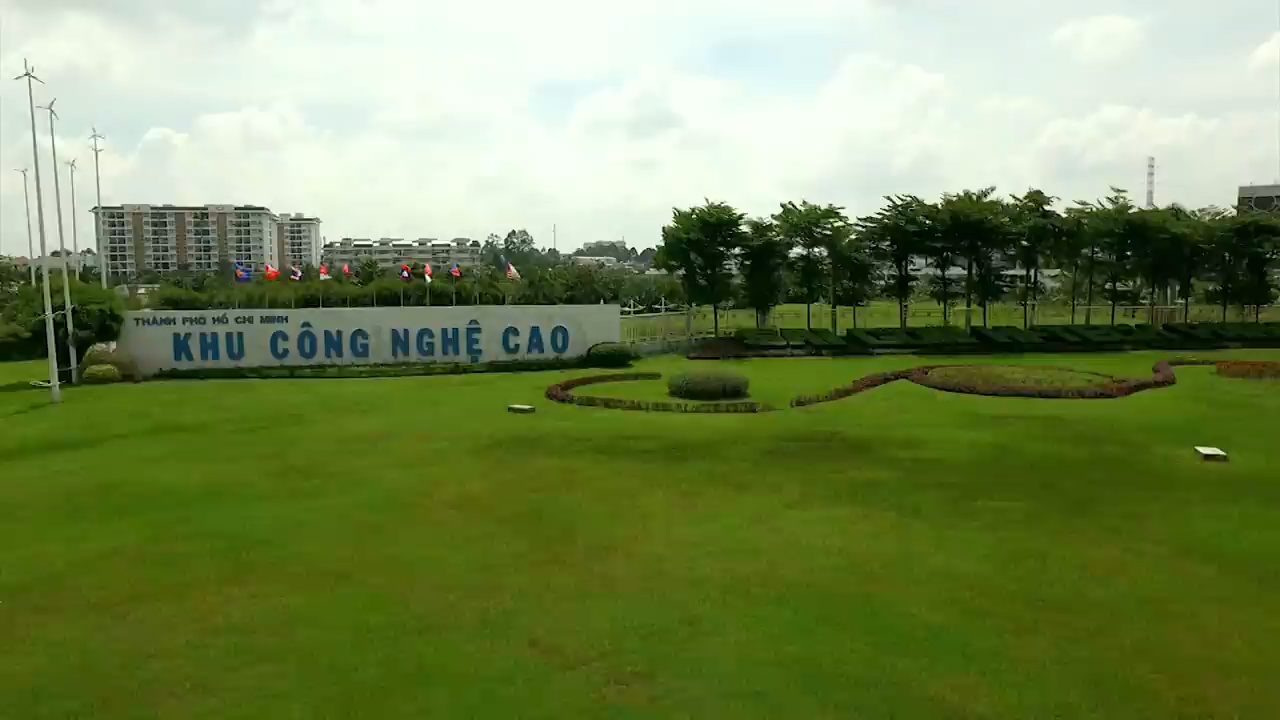 THÀNH PHỐ HỒ CHÍ MINH
KHU CÔNG NGHỆ CAO